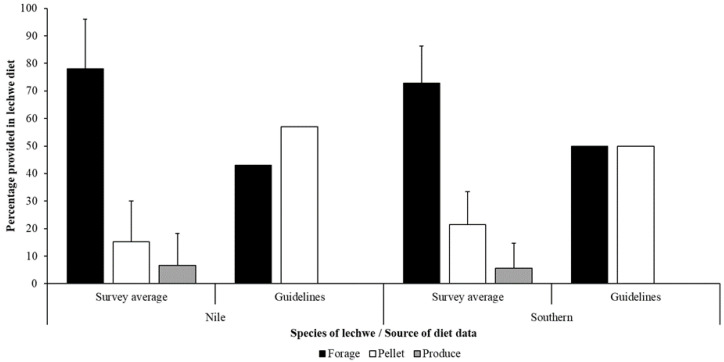 Percentage provided in lechwe diet
100
90
80
70
60
50
40
30
20
10
0
Survey average
Guidelines
Survey average
Guidelines
Nile
Southern
Species of lechwe / Source of diet data
Forage
Pellet
Produce